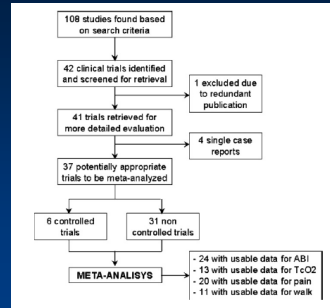 108 studies found based
on search criteria
42 clinical trials identified
and screened for retrieval
1 excluded due
to redundant
publication
41 trials retrieved for
more detailed evaluation
4 single case
reports
37 potentially appropriate
trials to be meta-analyzed
6 controlled
trials
31 non
controlled trials
META-ANALISYS
- 24 with usable data for ABI
- 13 with usable data for TcO2
- 20 with usable data for pain
- 11 with usable data for walk